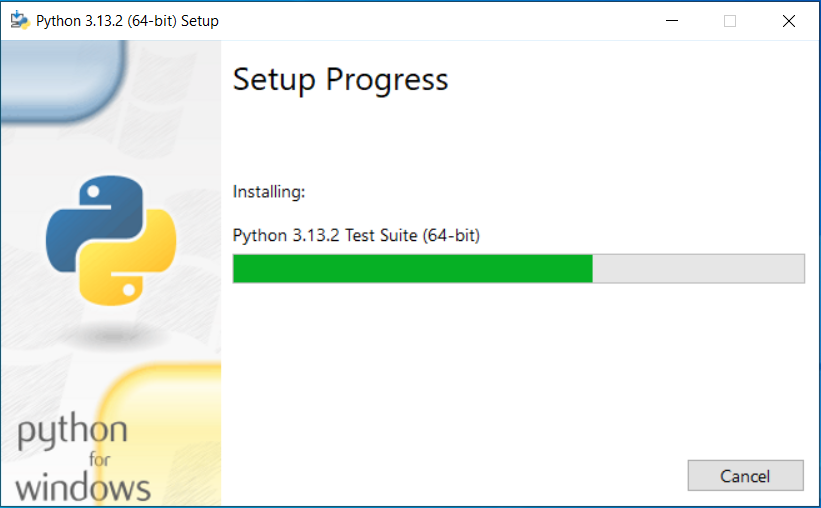 Python 3.13.2 (64-bit) Setup
Setup Progress
Installing:
Python 3.13.2 Test Suite (64-bit)
python
for
windows
Cancel